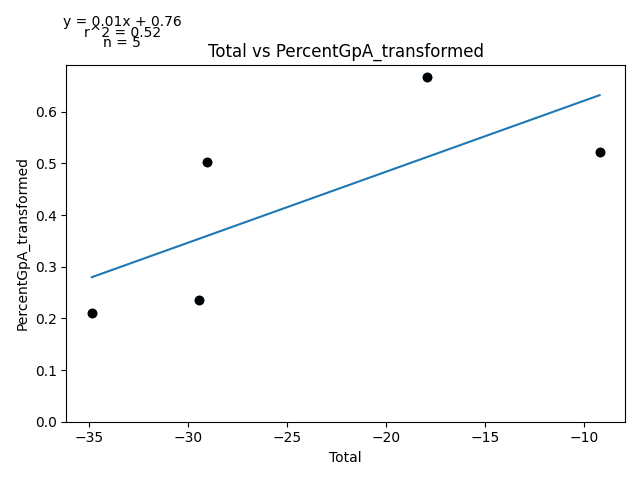 y = 0.01x + 0.76
r^2 = 0.52
n = 5
Total vs PercentGpA_transformed
0.6
0.5
0.4
0.3
0.2
0.1
0.0
PercentGpA_transformed
−35 −30 −25 −20 −15 −10
Total